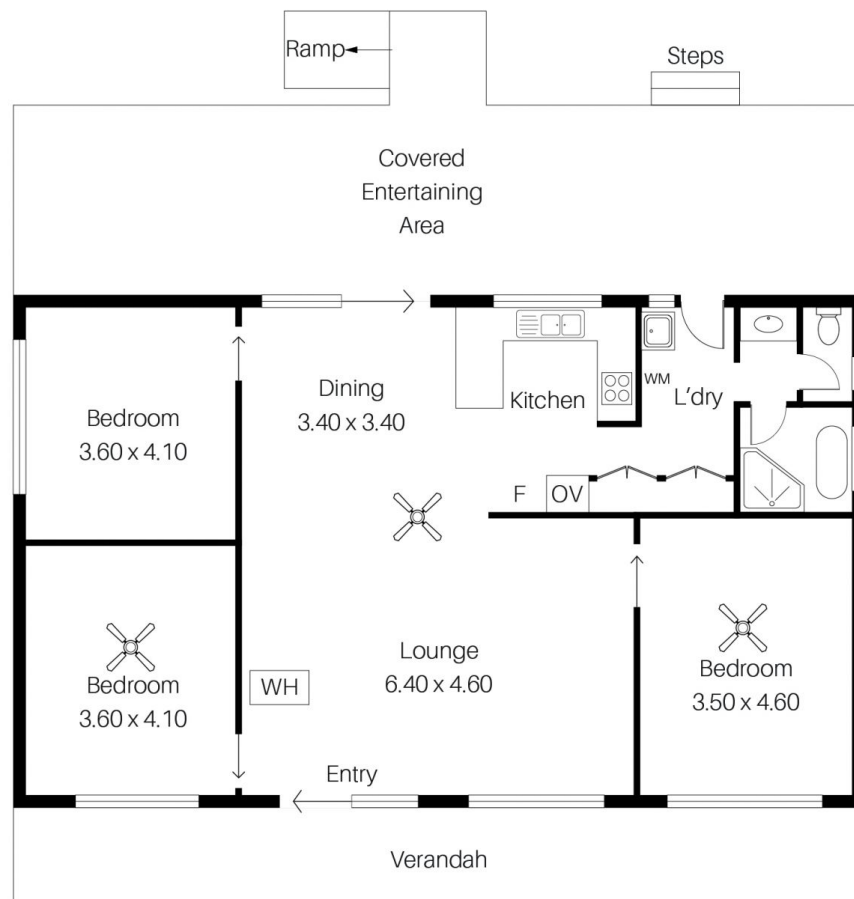 Ramp
Steps
Covered
Entertaining
Area
Dining
3.40 x 3.40
Kitchen
WM
L'dry
Bedroom
3.60 x 4.10
F
OV
Lounge
6.40 x 4.60
Bedroom
3.60 x 4.10
WH
Bedroom
3.50 x 4.60
Entry
Verandah